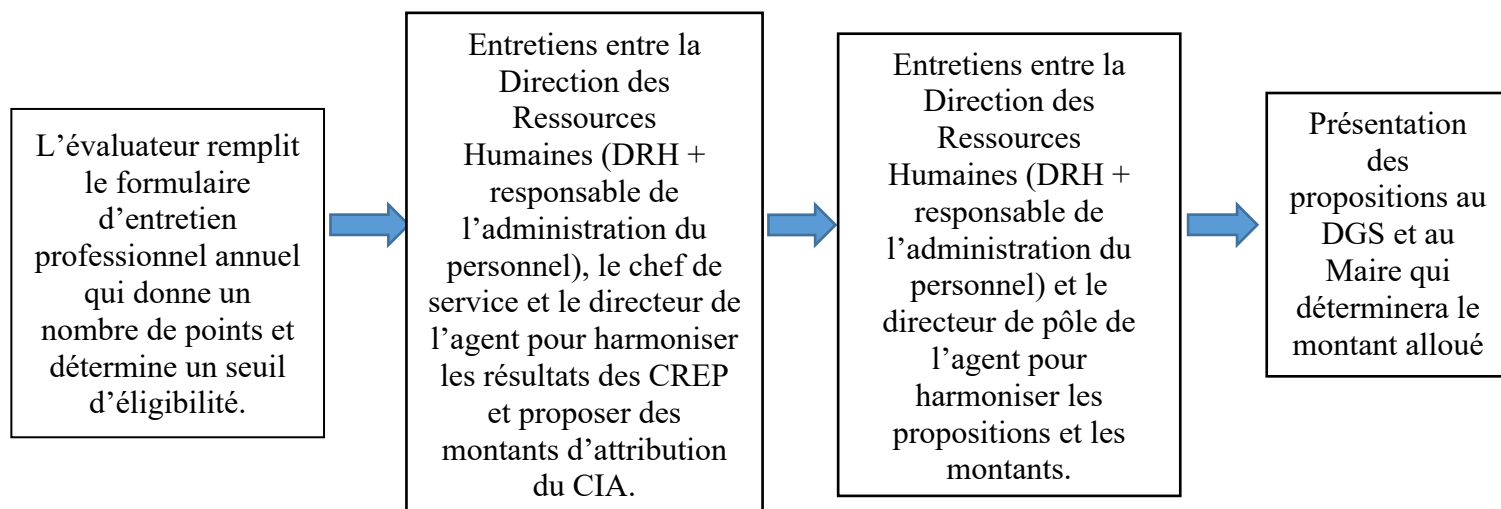 L’évaluateur remplit
le formulaire
d’entretien
professionnel annuel
qui donne un
nombre de points et
détermine un seuil
d’éligibilité.
Entretiens entre la
Direction des
Ressources
Humaines (DRH +
responsable de
l’administration du
personnel), le chef de
service et le directeur de
l’agent pour harmoniser
les résultats des CREP
et proposer des
montants d’attribution
du CIA.
Entretiens entre la
Direction des
Ressources
Humaines (DRH +
responsable de
l’administration du
personnel) et le
directeur de pôle de
l’agent pour
harmoniser les
propositions et les
montants.
Présentation
des
propositions au
DGS et au
Maire qui
déterminera le
montant alloué